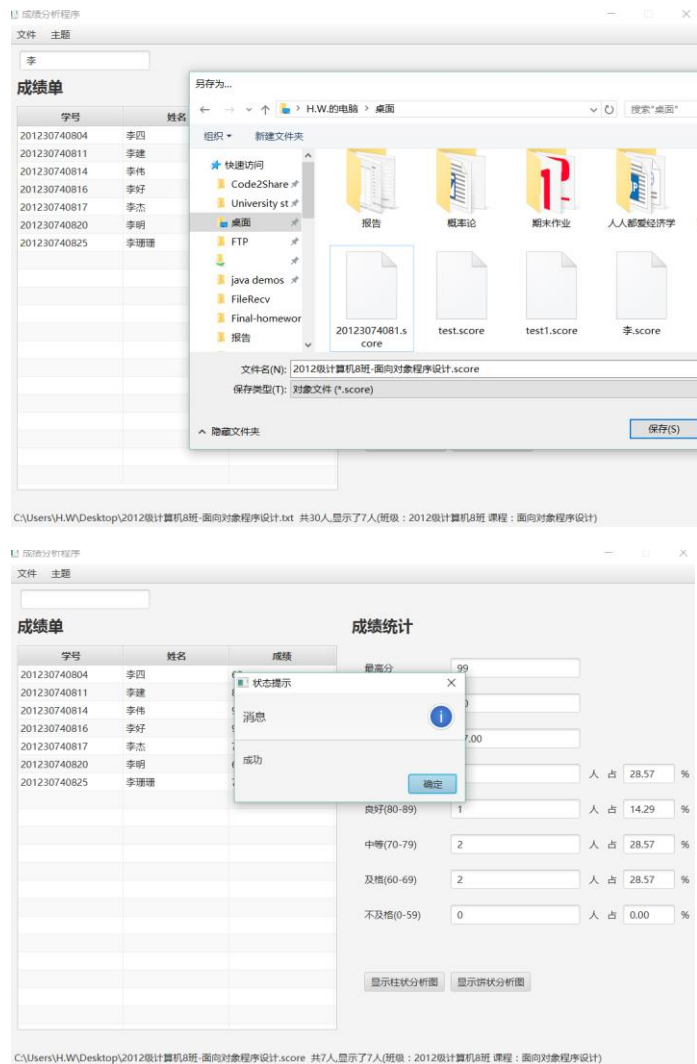 成绩分析程序
文件 主题
李
成绩单
学号 姓名
201230740804 李四
201230740811 李建
201230740814 李伟
201230740816 李好
201230740817 李杰
201230740820 李明
201230740825 李珊珊
另存为...
H.W.的电脑 > 桌面
搜索"桌面"
组织 新建文件夹
快速访问
Code2Share
University st
桌面
FTP
java demos
FileRecv
Final-homewor
报告
报告 概率论 期末作业 人人都爱经济学
20123074081.s
core
test.score test1.score 李.score
文件名(N): 2012级计算机8班-面向对象程序设计.score
保存类型(T): 对象文件 (*.score)
隐藏文件夹
保存(S)
C:\Users\H.W\Desktop\2012级计算机8班-面向对象程序设计.txt 共30人,显示了7人(班级：2012级计算机8班 课程：面向对象程序设计)
成绩分析程序
文件 主题
成绩单
学号 姓名 成绩
201230740804 李四
201230740811 李建
201230740814 李伟
201230740816 李好
201230740817 李杰
201230740820 李明
201230740825 李珊珊
成绩统计
最高分 99
7.00
人 占 28.57 %
良好(80-89) 1 人 占 14.29 %
中等(70-79) 2 人 占 28.57 %
及格(60-69) 2 人 占 28.57 %
不及格(0-59) 0 人 占 0.00 %
显示柱状分析图 显示饼状分析图
状态提示
消息
成功
确定
C:\Users\H.W\Desktop\2012级计算机8班-面向对象程序设计.score 共7人,显示了7人(班级：2012级计算机8班 课程：面向对象程序设计)